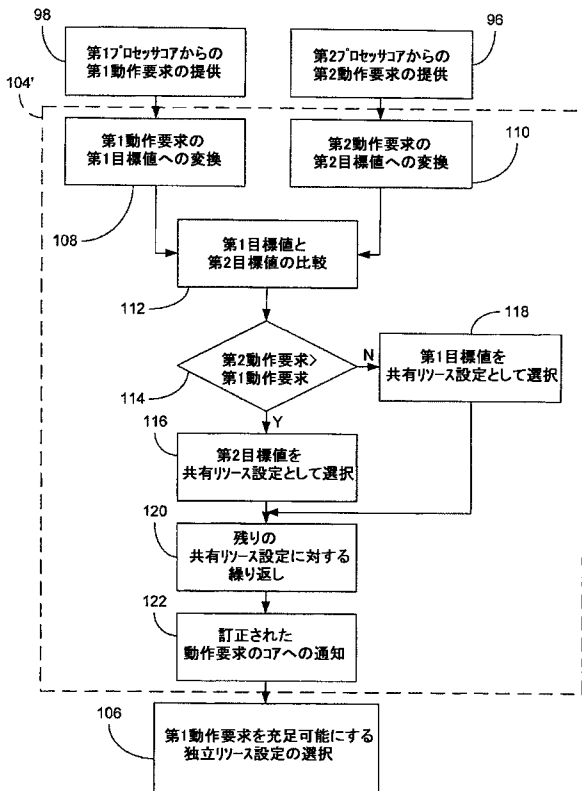 98
第1プロセッサコアからの
第1動作要求の提供
96
第2プロセッサコアからの
第2動作要求の提供
104'
第1動作要求の
第1目標値への変換
108
第2動作要求の
第2目標値への変換
110
第1目標値と
第2目標値の比較
112
第2動作要求>
第1動作要求
114
N
Y
118
第1目標値を
共有リソース設定として選択
116
第2目標値を
共有リソース設定として選択
120
残りの
共有リソース設定に対する
繰り返し
122
訂正された
動作要求のコアへの通知
106
第1動作要求を充足可能にする
独立リソース設定の選択